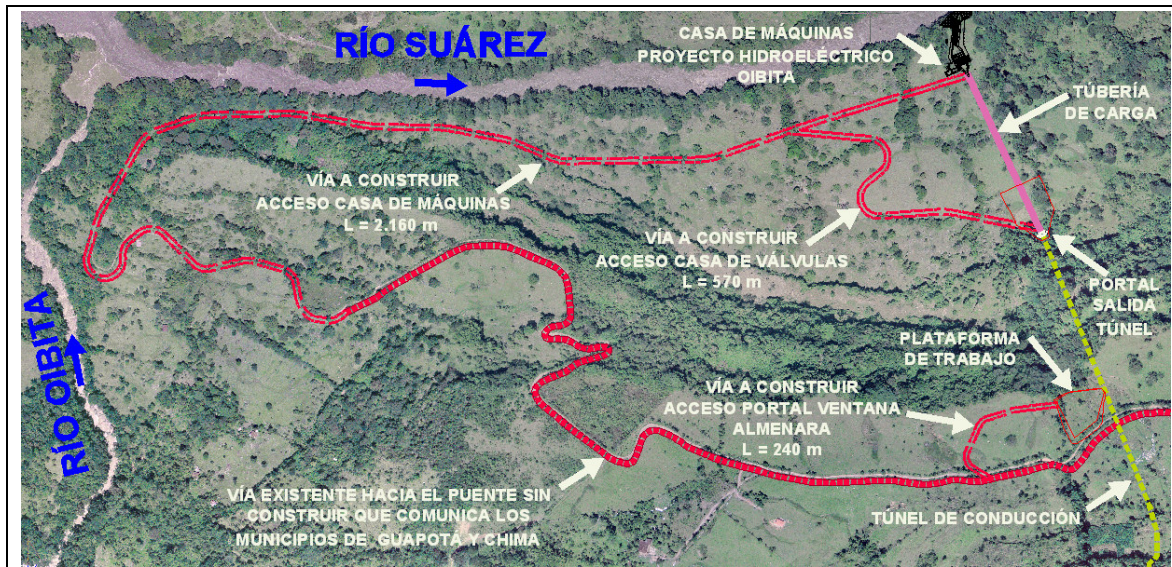 RÍO SUÁREZ
CASA DE MÁQUINAS
PROYECTO HIDROELÉCTRICO
OIBITA
TUBERÍA
DE CARGA
VÍA A CONSTRUIR
ACCESO CASA DE MÁQUINAS
L = 2.160 m
VÍA A CONSTRUIR
ACCESO CASA DE VÁLVULAS
L = 570 m
PORTAL
SALIDA
TÚNEL
RÍO OIBITA
PLATAFORMA
DE TRABAJO
VÍA A CONSTRUIR
ACCESO PORTAL VENTANA
ALMENARA
L = 240 m
VÍA EXISTENTE HACIA EL PUENTE SIN
CONSTRUIR QUE COMUNICA LOS
MUNICIPIOS DE GUAPOTÁ Y CHIMA
TÚNEL DE CONDUCCIÓN